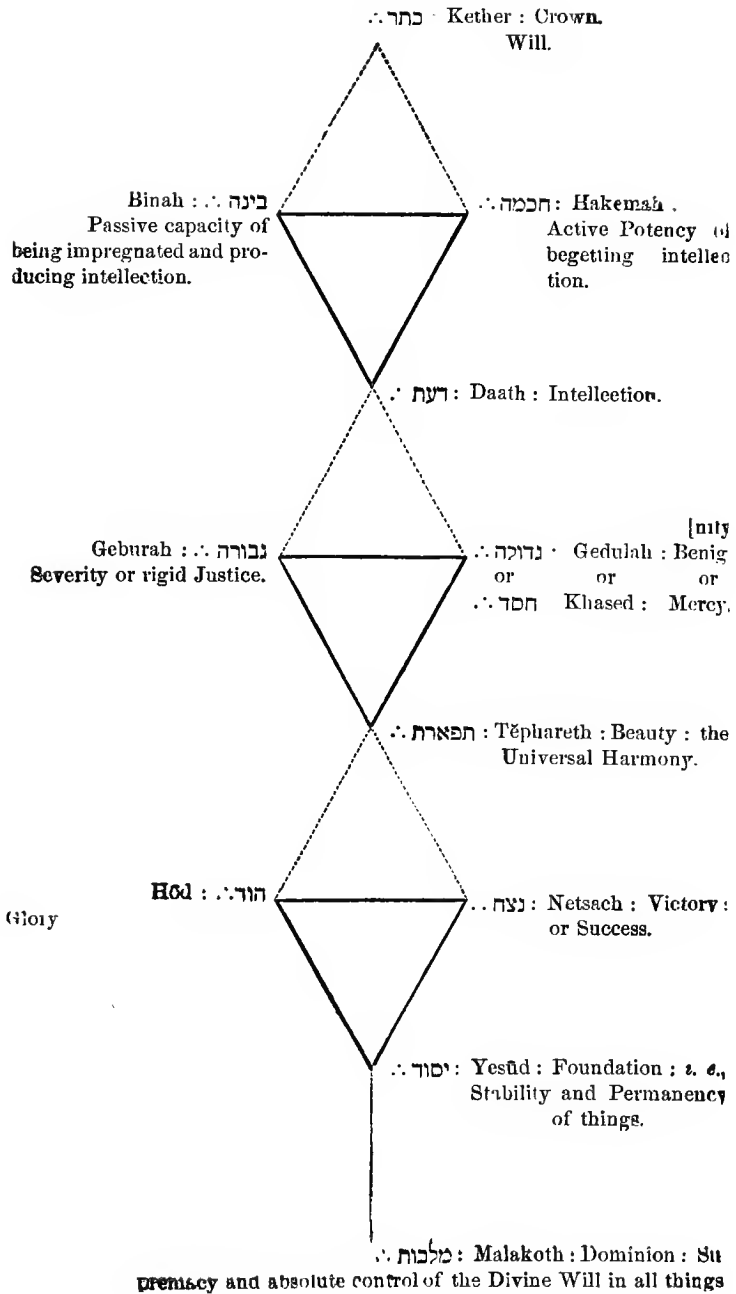 כתר ∴ Kether : Crown.
Will.
Binah : ∴ בינה
Passive capacity of
being impregnated and pro-
ducing intellection.
חכמה ∴ : Hakemah .
Active Potency of
begetting intellec
tion.
דעת ∴ : Daath : Intellection.
Geburah : ∴ גבורה
Severity or rigid Justice.
[nity
גדולה ∴ · Gedulah : Benig
or or or
חסד ∴ Khased : Mercy.
תפארת ∴ : Tĕphareth : Beauty : the
Universal Harmony.
Hōd : ∴ הוד
Glory
נצח : Netsach : Victory :
or Success.
יסוד ∴ : Yesūd : Foundation : i. e.,
Stability and Permanency
of things.
מלכות ∴ : Malakoth : Dominion : Su
premacy and absolute control of the Divine Will in all things